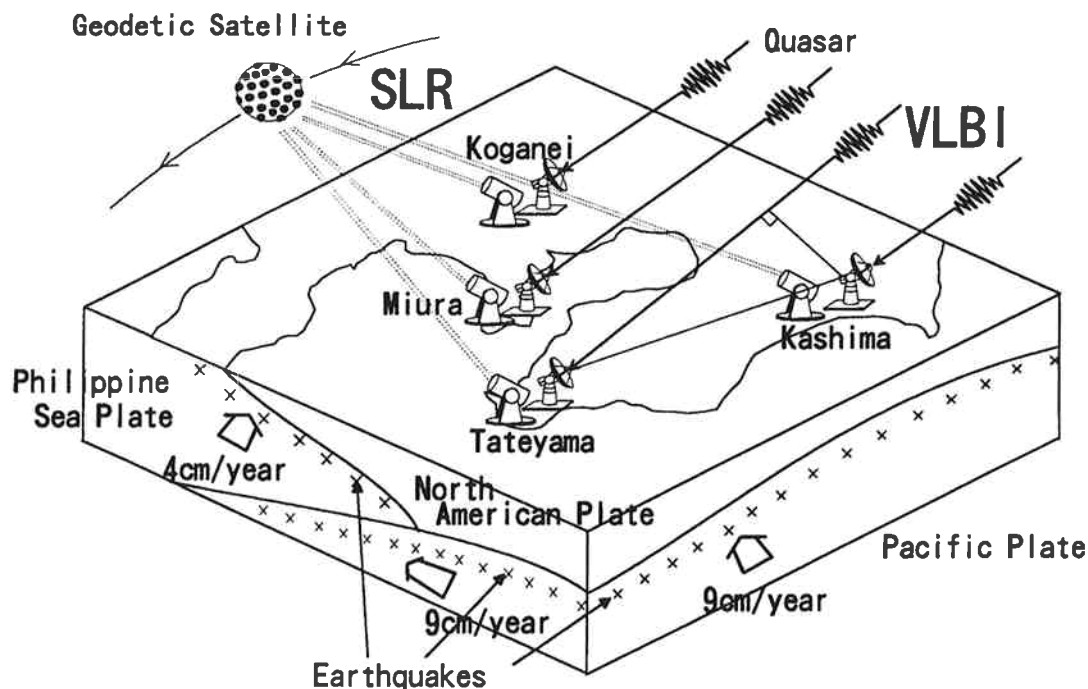 Geodetic Satellite
Quasar
SLR
VLBI
Koganei
Miura
Kashima
Tateyama
Philippine
Sea Plate
4cm/year
North
American Plate
Pacific Plate
9cm/year
9cm/year
Earthquakes